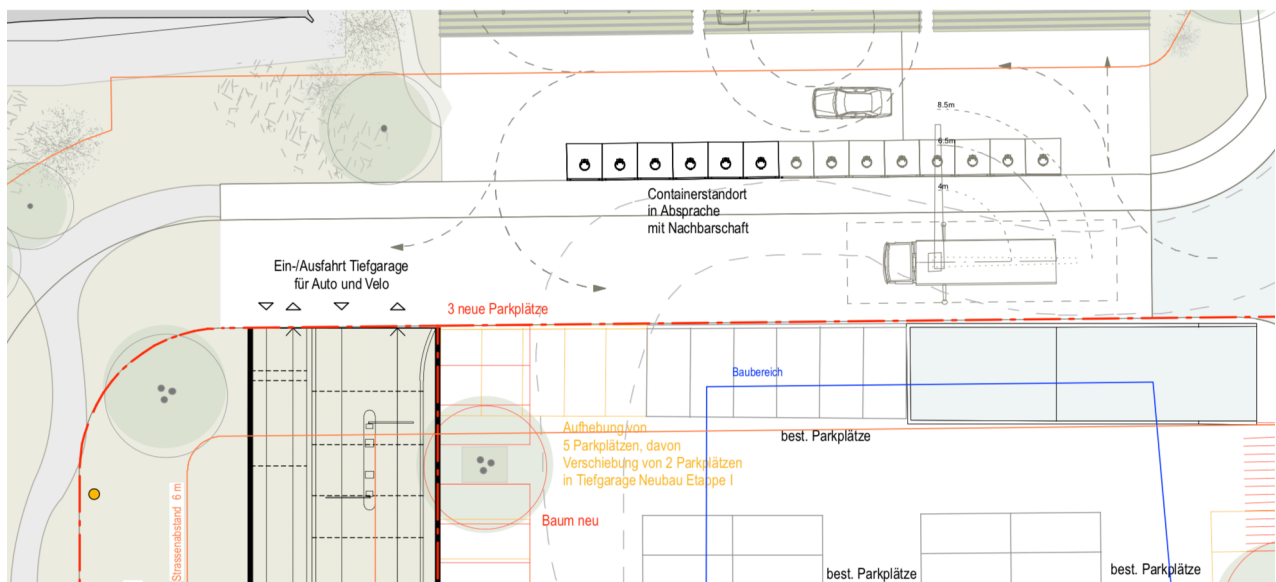 8.5m
6.5m
4m
Containerstandort
in Absprache
mit Nachbarschaft
Ein-/Ausfahrt Tiefgarage
für Auto und Velo
3 neue Parkplätze
Baubereich
Aufhebung von
5 Parkplätzen, davon
Verschiebung von 2 Parkplätzen
in Tiefgarage Neubau Etappe I
best. Parkplätze
Strassenabstand 6 m
Baum neu
best. Parkplätze
best. Parkplätze